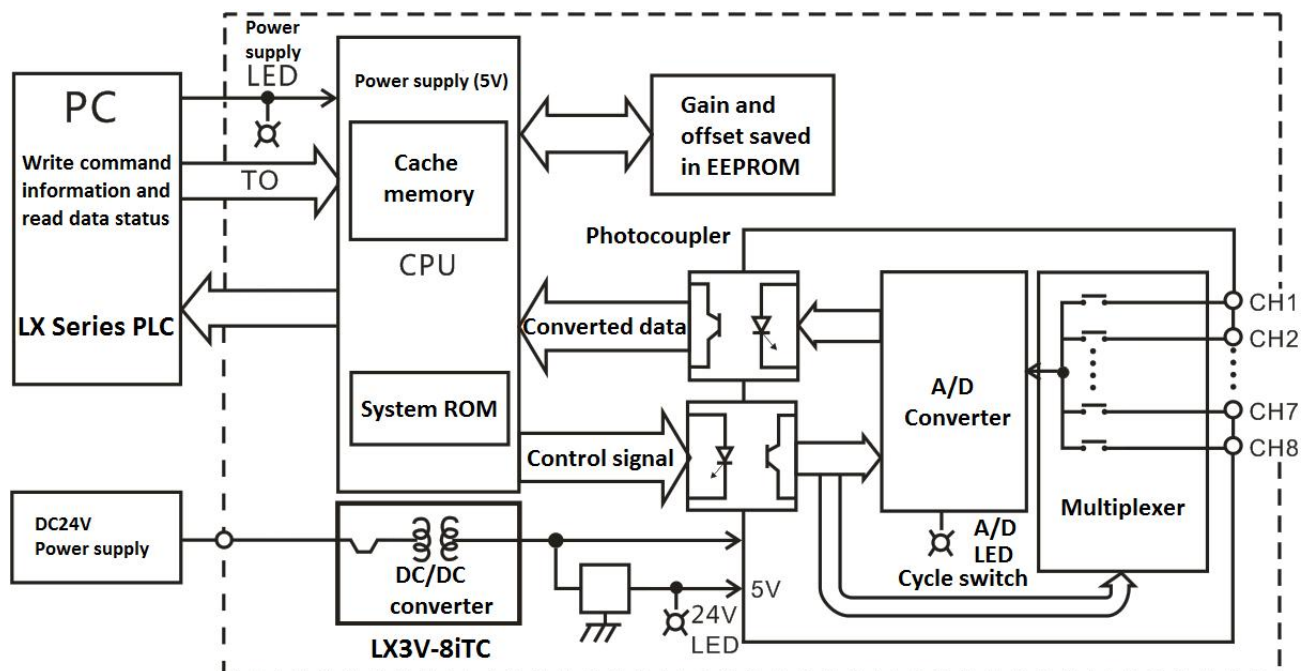 Power
supply
LED
PC
Write command
information and
read data status
LX Series PLC
TO
Power supply (5V)
Cache
memory
CPU
System ROM
Gain and
offset saved
in EEPROM
Photocoupler
Converted data
Control signal
A/D
Converter
Multiplexer
CH1
CH2
CH7
CH8
A/D
LED
Cycle switch
DC24V
Power supply
DC/DC
converter
LX3V-8iTC
5V
24V
LED